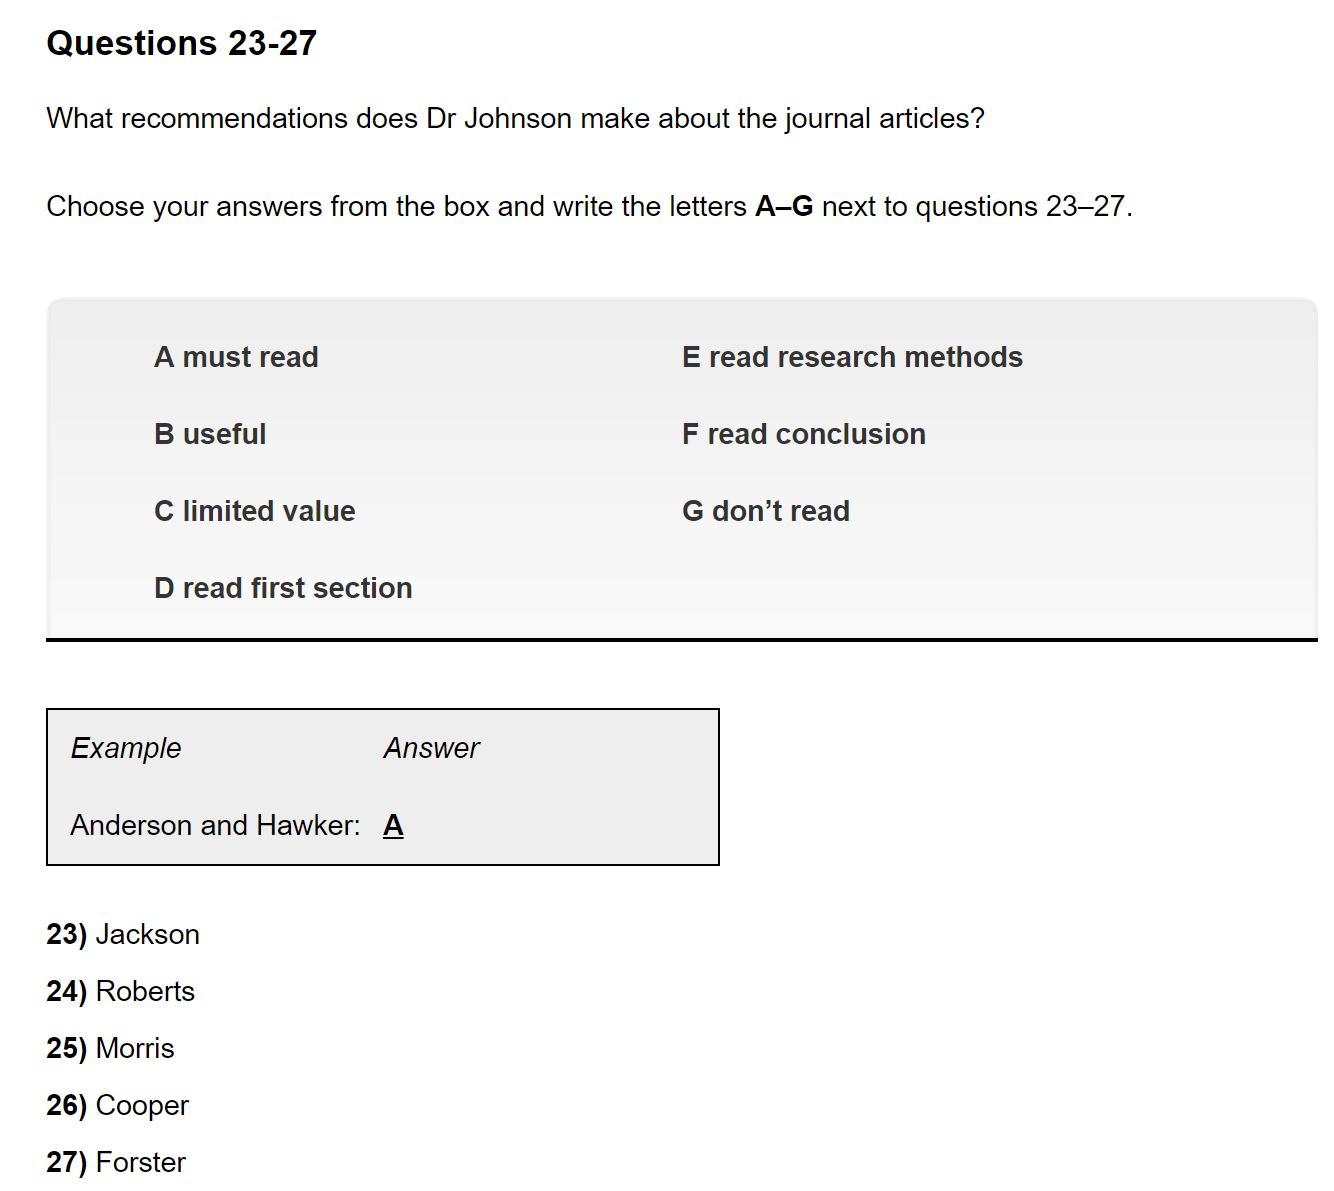 Questions 23-27
What recommendations does Dr Johnson make about the journal articles?
Choose your answers from the box and write the letters A–G next to questions 23–27.
A must read
B useful
C limited value
D read first section
E read research methods
F read conclusion
G don’t read
Example Answer
Anderson and Hawker: A
23) Jackson
24) Roberts
25) Morris
26) Cooper
27) Forster